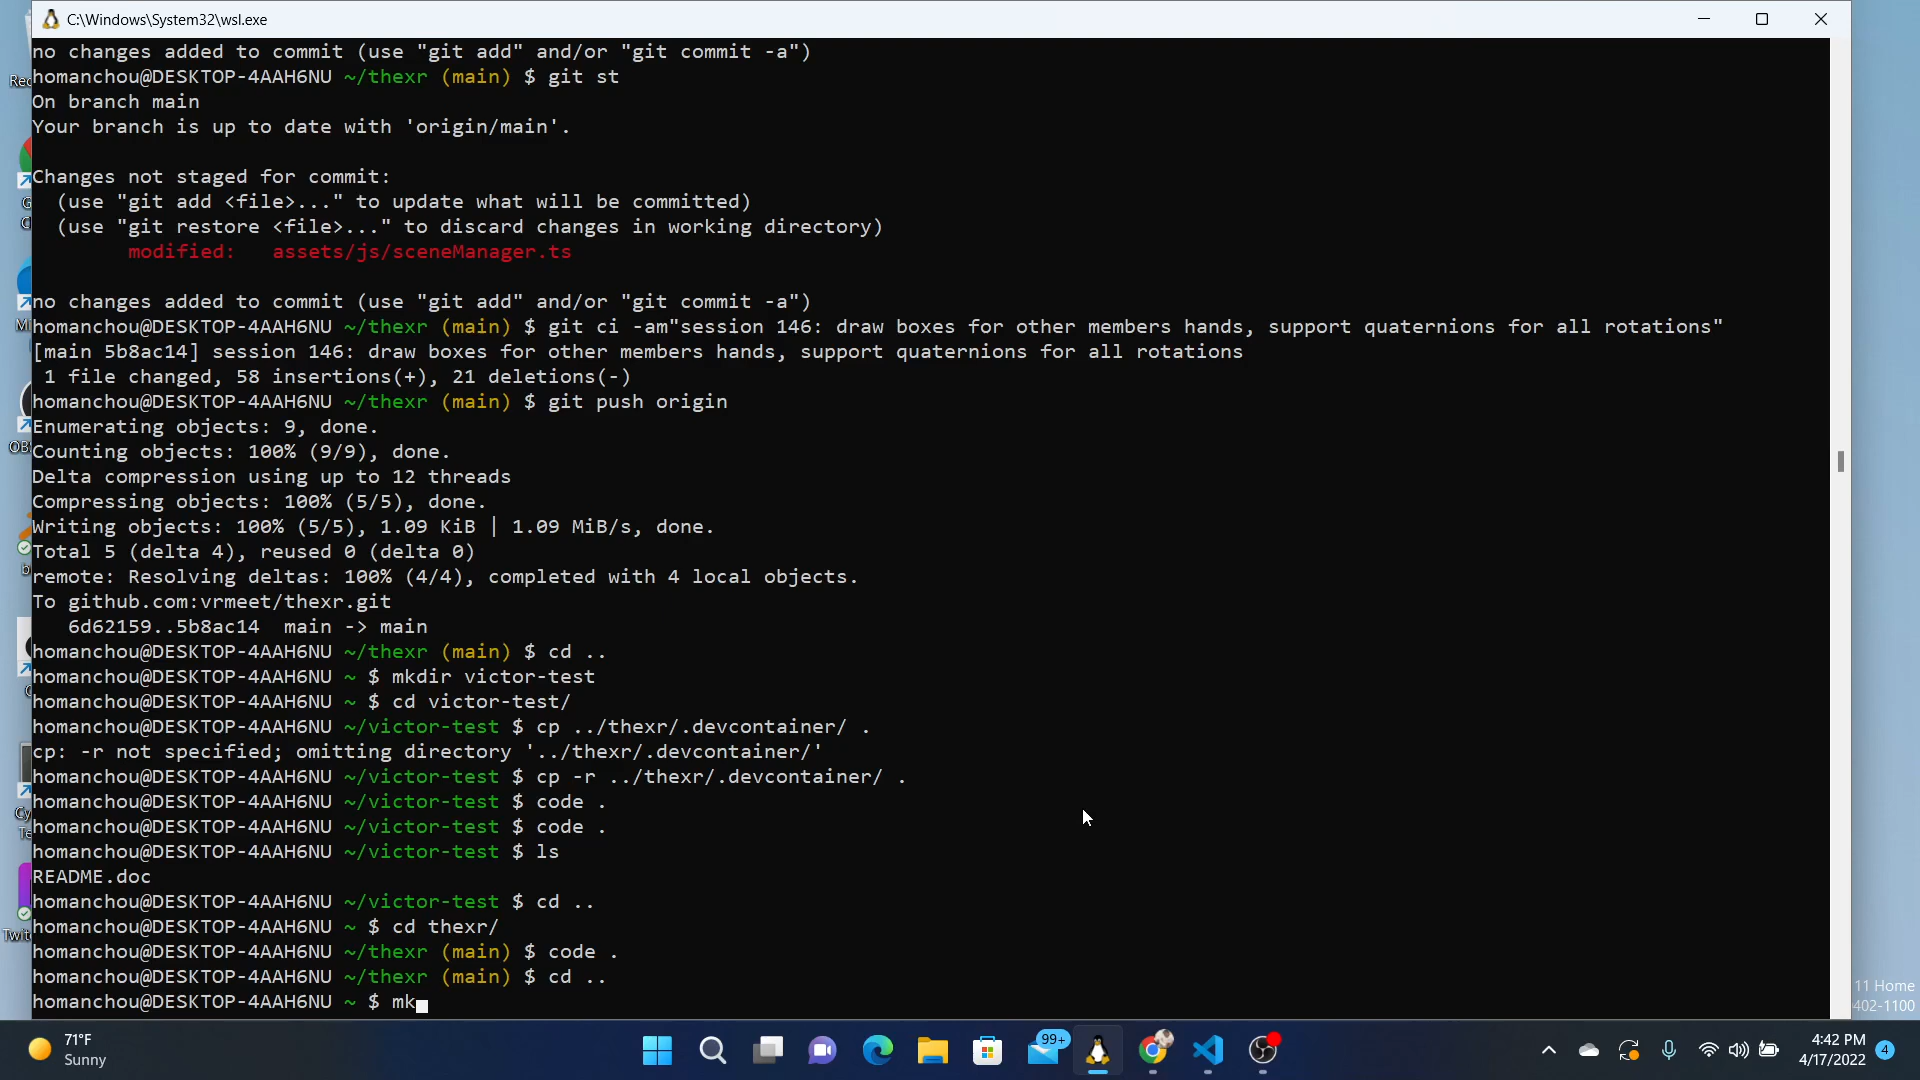 C:\Windows\System32\wsl.exe
no changes added to commit (use "git add" and/or "git commit -a")
homanchou@DESKTOP-4AAH6NU ~/thexr (main) $ git st
On branch main
Your branch is up to date with 'origin/main'.
Changes not staged for commit:
(use "git add <file>..." to update what will be committed)
(use "git restore <file>..." to discard changes in working directory)
modified: assets/js/sceneManager.ts
no changes added to commit (use "git add" and/or "git commit -a")
homanchou@DESKTOP-4AAH6NU ~/thexr (main) $ git ci -am"session 146: draw boxes for other members hands, support quaternions for all rotations"
[main 5b8ac14] session 146: draw boxes for other members hands, support quaternions for all rotations
1 file changed, 58 insertions(+), 21 deletions(-)
homanchou@DESKTOP-4AAH6NU ~/thexr (main) $ git push origin
Enumerating objects: 9, done.
Counting objects: 100% (9/9), done.
Delta compression using up to 12 threads
Compressing objects: 100% (5/5), done.
Writing objects: 100% (5/5), 1.09 KiB | 1.09 MiB/s, done.
Total 5 (delta 4), reused 0 (delta 0)
remote: Resolving deltas: 100% (4/4), completed with 4 local objects.
To github.com:vrmeet/thexr.git
6d62159..5b8ac14 main -> main
homanchou@DESKTOP-4AAH6NU ~/thexr (main) $ cd ..
homanchou@DESKTOP-4AAH6NU ~ $ mkdir victor-test
homanchou@DESKTOP-4AAH6NU ~ $ cd victor-test/
homanchou@DESKTOP-4AAH6NU ~/victor-test $ cp ../thexr/.devcontainer/ .
cp: -r not specified; omitting directory '../thexr/.devcontainer/'
homanchou@DESKTOP-4AAH6NU ~/victor-test $ cp -r ../thexr/.devcontainer/ .
homanchou@DESKTOP-4AAH6NU ~/victor-test $ code .
homanchou@DESKTOP-4AAH6NU ~/victor-test $ code .
homanchou@DESKTOP-4AAH6NU ~/victor-test $ ls
README.doc
homanchou@DESKTOP-4AAH6NU ~/victor-test $ cd ..
homanchou@DESKTOP-4AAH6NU ~ $ cd thexr/
homanchou@DESKTOP-4AAH6NU ~/thexr (main) $ code .
homanchou@DESKTOP-4AAH6NU ~/thexr (main) $ cd ..
homanchou@DESKTOP-4AAH6NU ~ $ mk
11 Home
402-1100
71°F
Sunny
99+
4:42 PM
4/17/2022
4